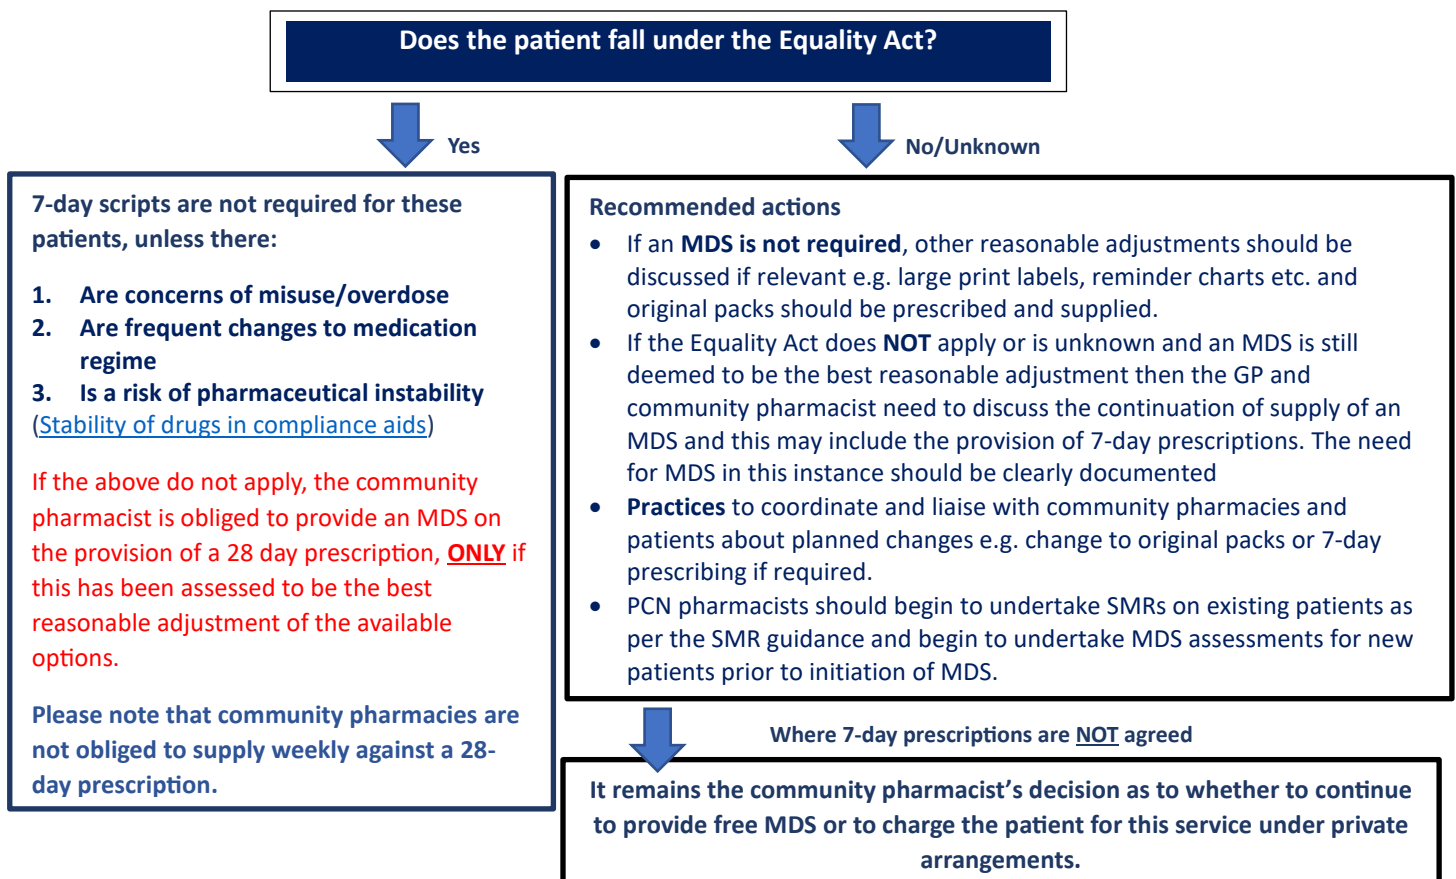 Does the patient fall under the Equality Act?
Yes
No/Unknown
7-day scripts are not required for these
patients, unless there:
1. Are concerns of misuse/overdose
2. Are frequent changes to medication
regime
3. Is a risk of pharmaceutical instability
(Stability of drugs in compliance aids)
If the above do not apply, the community
pharmacist is obliged to provide an MDS on
the provision of a 28 day prescription, ONLY if
this has been assessed to be the best
reasonable adjustment of the available
options.
Please note that community pharmacies are
not obliged to supply weekly against a 28-
day prescription.
Recommended actions
• If an MDS is not required, other reasonable adjustments should be
discussed if relevant e.g. large print labels, reminder charts etc. and
original packs should be prescribed and supplied.
• If the Equality Act does NOT apply or is unknown and an MDS is still
deemed to be the best reasonable adjustment then the GP and
community pharmacist need to discuss the continuation of supply of an
MDS and this may include the provision of 7-day prescriptions. The need
for MDS in this instance should be clearly documented
• Practices to coordinate and liaise with community pharmacies and
patients about planned changes e.g. change to original packs or 7-day
prescribing if required.
• PCN pharmacists should begin to undertake SMRs on existing patients as
per the SMR guidance and begin to undertake MDS assessments for new
patients prior to initiation of MDS.
Where 7-day prescriptions are NOT agreed
It remains the community pharmacist's decision as to whether to continue
to provide free MDS or to charge the patient for this service under private
arrangements.